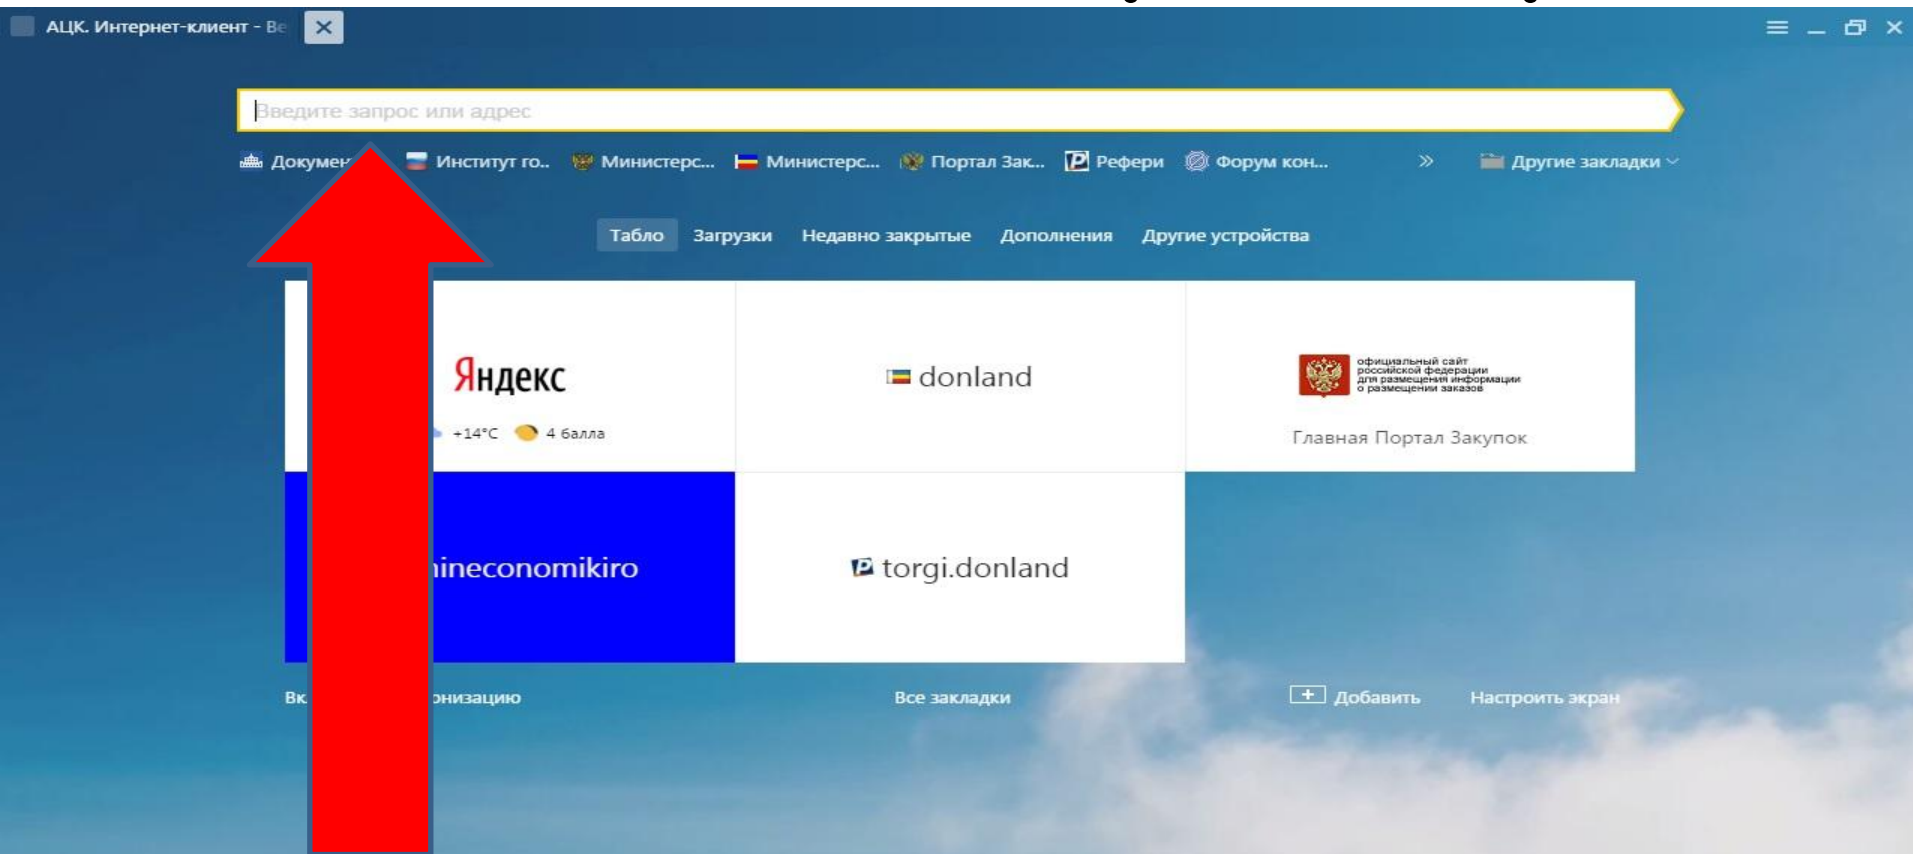 АЦК. Интернет-клиент - Ве
Введите запрос или адрес
Докумен Институт го.. Министерс... Министерс... Портал Зак... Рефери Форум кон... » Другие закладки
Табло Загрузки Недавно закрытые Дополнения Другие устройства
Яндекс
+14°C 4 балла
donland
официальный сайт
российской федерации
для размещения информации
о размещении заказов
Главная Портал Закупок
ineconomikiro
torgi.donland
Вк онизацию Все закладки Добавить Настроить экран